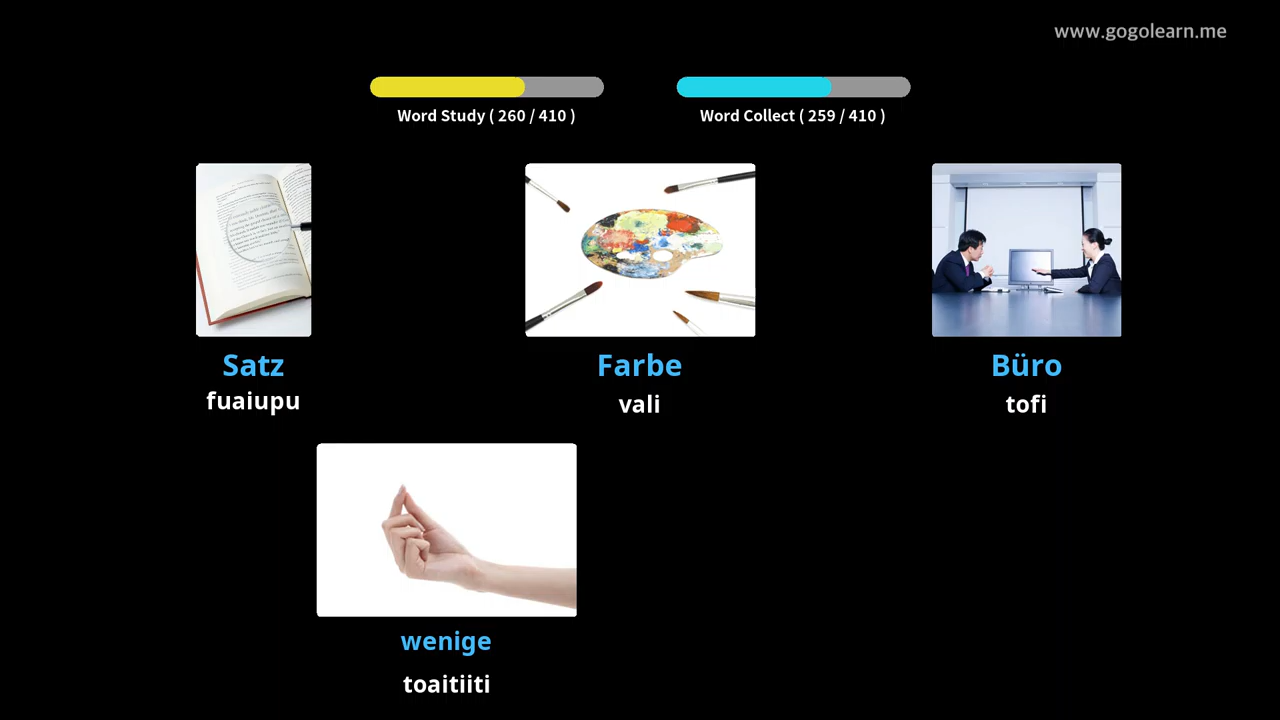 www.gogolearn.me
Word Study ( 260 / 410 )
Word Collect ( 259 / 410 )
Satz
fuaiupu
Farbe
vali
Büro
tofi
wenige
toaitiiti